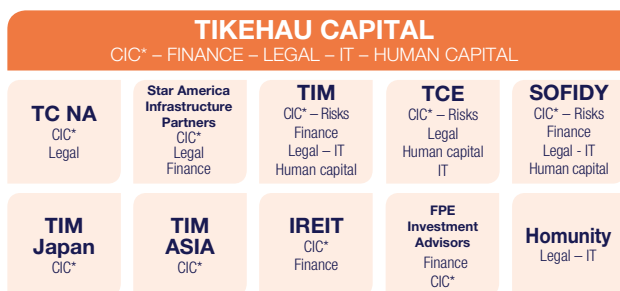 TIKEHAU CAPITAL
CIC* – FINANCE – LEGAL – IT – HUMAN CAPITAL
TC NA
CIC*
Legal
Star America
Infrastructure
Partners
CIC*
Legal
Finance
TIM
CIC* – Risks
Finance
Legal – IT
Human capital
TCE
CIC* – Risks
Legal
Human capital
IT
SOFIDY
CIC* – Risks
Finance
Legal - IT
Human capital
TIM
Japan
CIC*
TIM
ASIA
CIC*
IREIT
CIC*
Finance
FPE
Investment
Advisors
Finance
CIC*
Homunity
Legal – IT